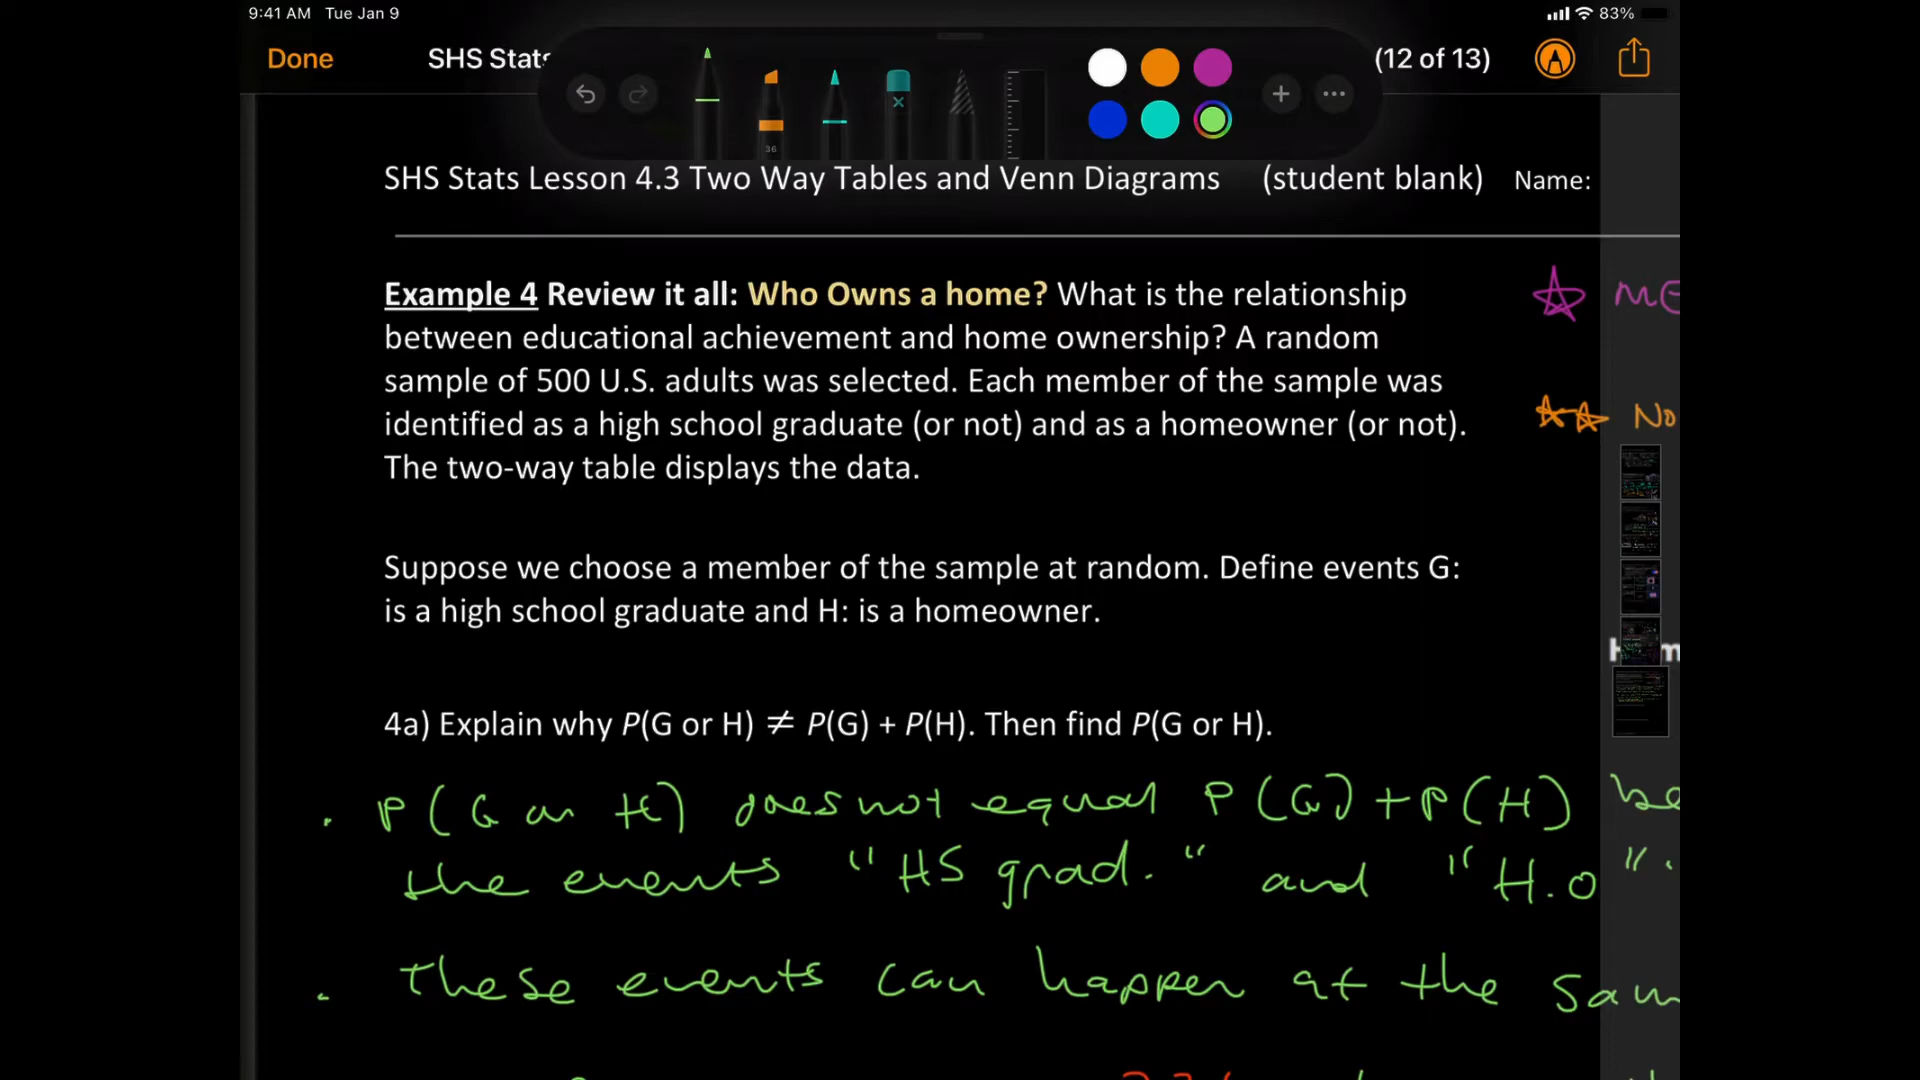 9:41 AM Tue Jan 9
83%
Done
SHS Stats
(12 of 13)
36
SHS Stats Lesson 4.3 Two Way Tables and Venn Diagrams (student blank) Name:
Example 4 Review it all: Who Owns a home? What is the relationship
between educational achievement and home ownership? A random
sample of 500 U.S. adults was selected. Each member of the sample was
identified as a high school graduate (or not) and as a homeowner (or not).
The two-way table displays the data.
ME
No
Suppose we choose a member of the sample at random. Define events G:
is a high school graduate and H: is a homeowner.
4a) Explain why P(G or H) ≠ P(G) + P(H). Then find P(G or H).
. P(G or H) does not equal P(G)+P(H) be
the events "HS grad." and "H.O".
. These events can happen at the sam